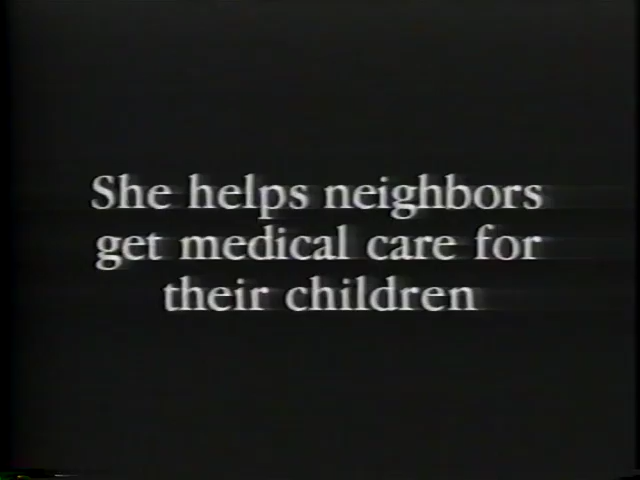 She helps neighbors
get medical care for
their children